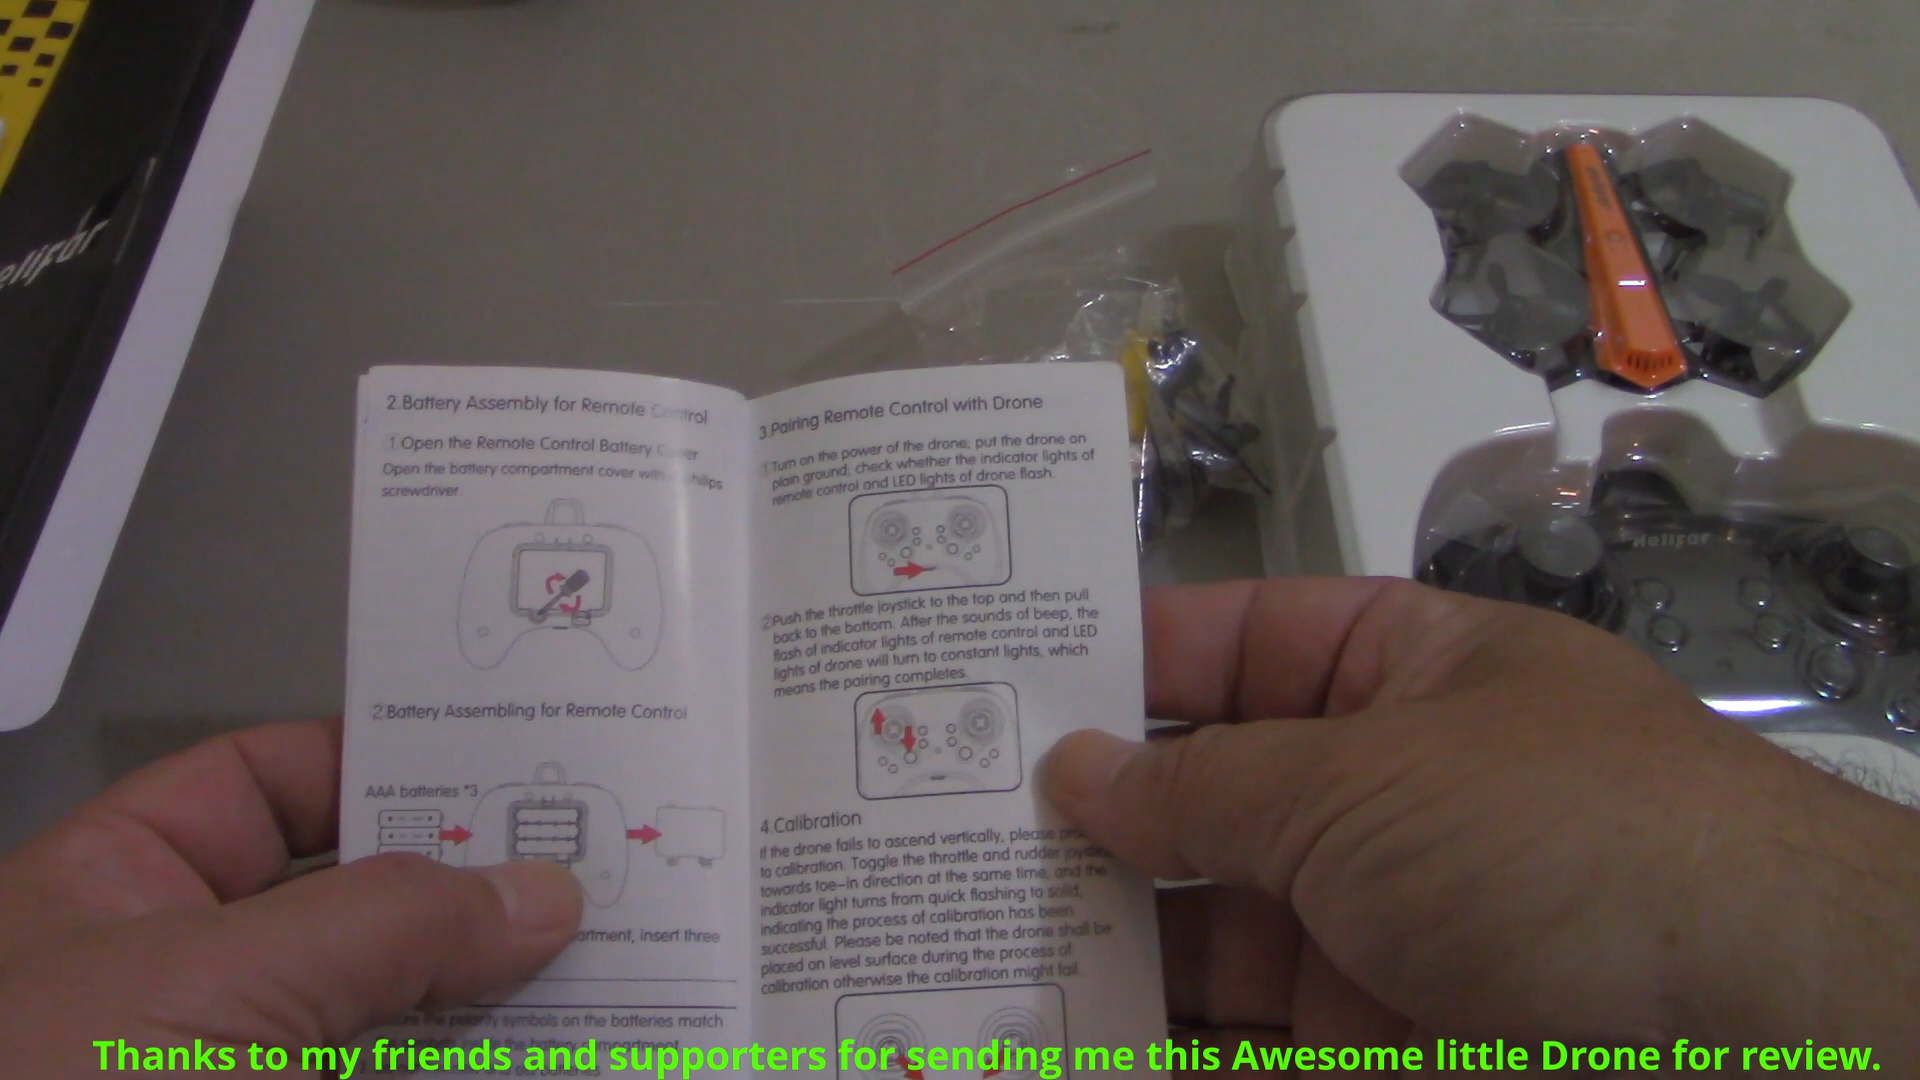 2.Battery Assembly for Remote Control
1.Open the Remote Control Battery Cover
Open the battery compartment cover with
screwdriver.
2.Battery Assembling for Remote Control
AAA batteries *3
insert three
symbols on the batteries match
3.Pairing Remote Control with Drone
1.Turn on the power of the drone; put the drone on
plain ground; check whether the indicator lights of
remote control and LED lights of drone flash.
2.Push the throttle joystick to the top and then pull
back to the bottom. After the sounds of beep, the
flash of indicator lights of remote control and LED
lights of drone will turn to constant lights, which
means the pairing completes.
4.Calibration
If the drone fails to ascend vertically, please
to calibration. Toggle the throttle and rudder
towards toe-in direction at the same time, and the
indicator light turns from quick flashing to solid,
indicating the process of calibration has been
successful. Please be noted that the drone shall be
placed on level surface during the process of
calibration otherwise the calibration might fail.
Helifar
Thanks to my friends and supporters for sending me this Awesome little Drone for review.